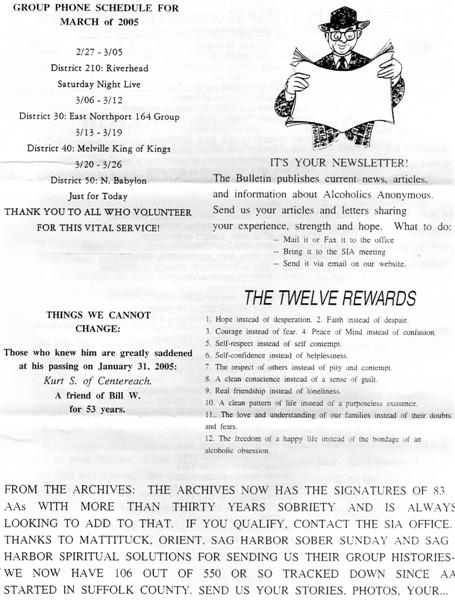 GROUP PHONE SCHEDULE FOR
MARCH of 2005
2/27 - 3/05
District 210: Riverhead
Saturday Night Live
3/06 - 3/12
District 30: East Northport 164 Group
3/13 - 3/19
District 40: Melville King of Kings
3/20 - 3/26
District 50: N. Babylon
Just for Today
THANK YOU TO ALL WHO VOLUNTEER
FOR THIS VITAL SERVICE!
IT'S YOUR NEWSLETTER!
The Bulletin publishes current news, articles,
and information about Alcoholics Anonymous.
Send us your articles and letters sharing
your experience, strength and hope. What to do:
-- Mail it or Fax it to the office
-- Bring it to the SIA meeting
-- Send it via email on our website.
THINGS WE CANNOT
CHANGE:
Those who knew him are greatly saddened
at his passing on January 31, 2005:
Kurt S. of Centereach.
A friend of Bill W.
for 53 years.
THE TWELVE REWARDS
1. Hope instead of desperation. 2. Faith instead of despair.
3. Courage instead of fear. 4. Peace of Mind instead of confusion.
5. Self-respect instead of self contempt.
6. Self-confidence instead of helplessness.
7. The respect of others instead of pity and contempt.
8. A clean conscience instead of a sense of guilt.
9. Real friendship instead of loneliness.
10. A clean pattern of life instead of a purposeless existence.
11.. The love and understanding of our families instead of their doubts
and fears.
12. The freedom of a happy life instead of the bondage of an
alcoholic obsession.
FROM THE ARCHIVES: THE ARCHIVES NOW HAS THE SIGNATURES OF 83
AAs WITH MORE THAN THIRTY YEARS SOBRIETY AND IS ALWAYS
LOOKING TO ADD TO THAT. IF YOU QUALIFY, CONTACT THE SIA OFFICE.
THANKS TO MATTITUCK, ORIENT, SAG HARBOR SOBER SUNDAY AND SAG
HARBOR SPIRITUAL SOLUTIONS FOR SENDING US THEIR GROUP HISTORIES-
WE NOW HAVE 106 OUT OF 550 OR SO TRACKED DOWN SINCE AA
STARTED IN SUFFOLK COUNTY. SEND US YOUR STORIES, PHOTOS, YOUR...